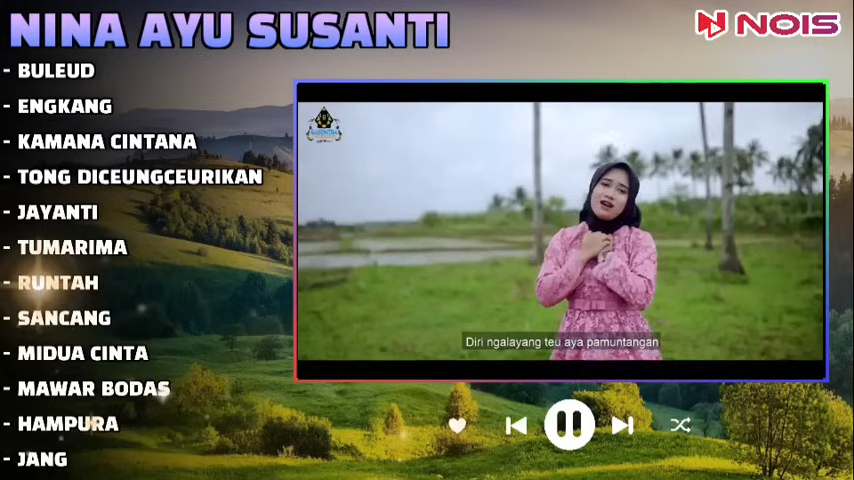 NINA AYU SUSANTI
NOIS
- BULEUD
- ENGKANG
- KAMANA CINTANA
- TONG DICEUNGCEURIKAN
- JAYANTI
- TUMARIMA
- RUNTAH
- SANCANG
- MIDUA CINTA
- MAWAR BODAS
- HAMPURA
- JANG
Diri ngalayang teu aya pamuntangan